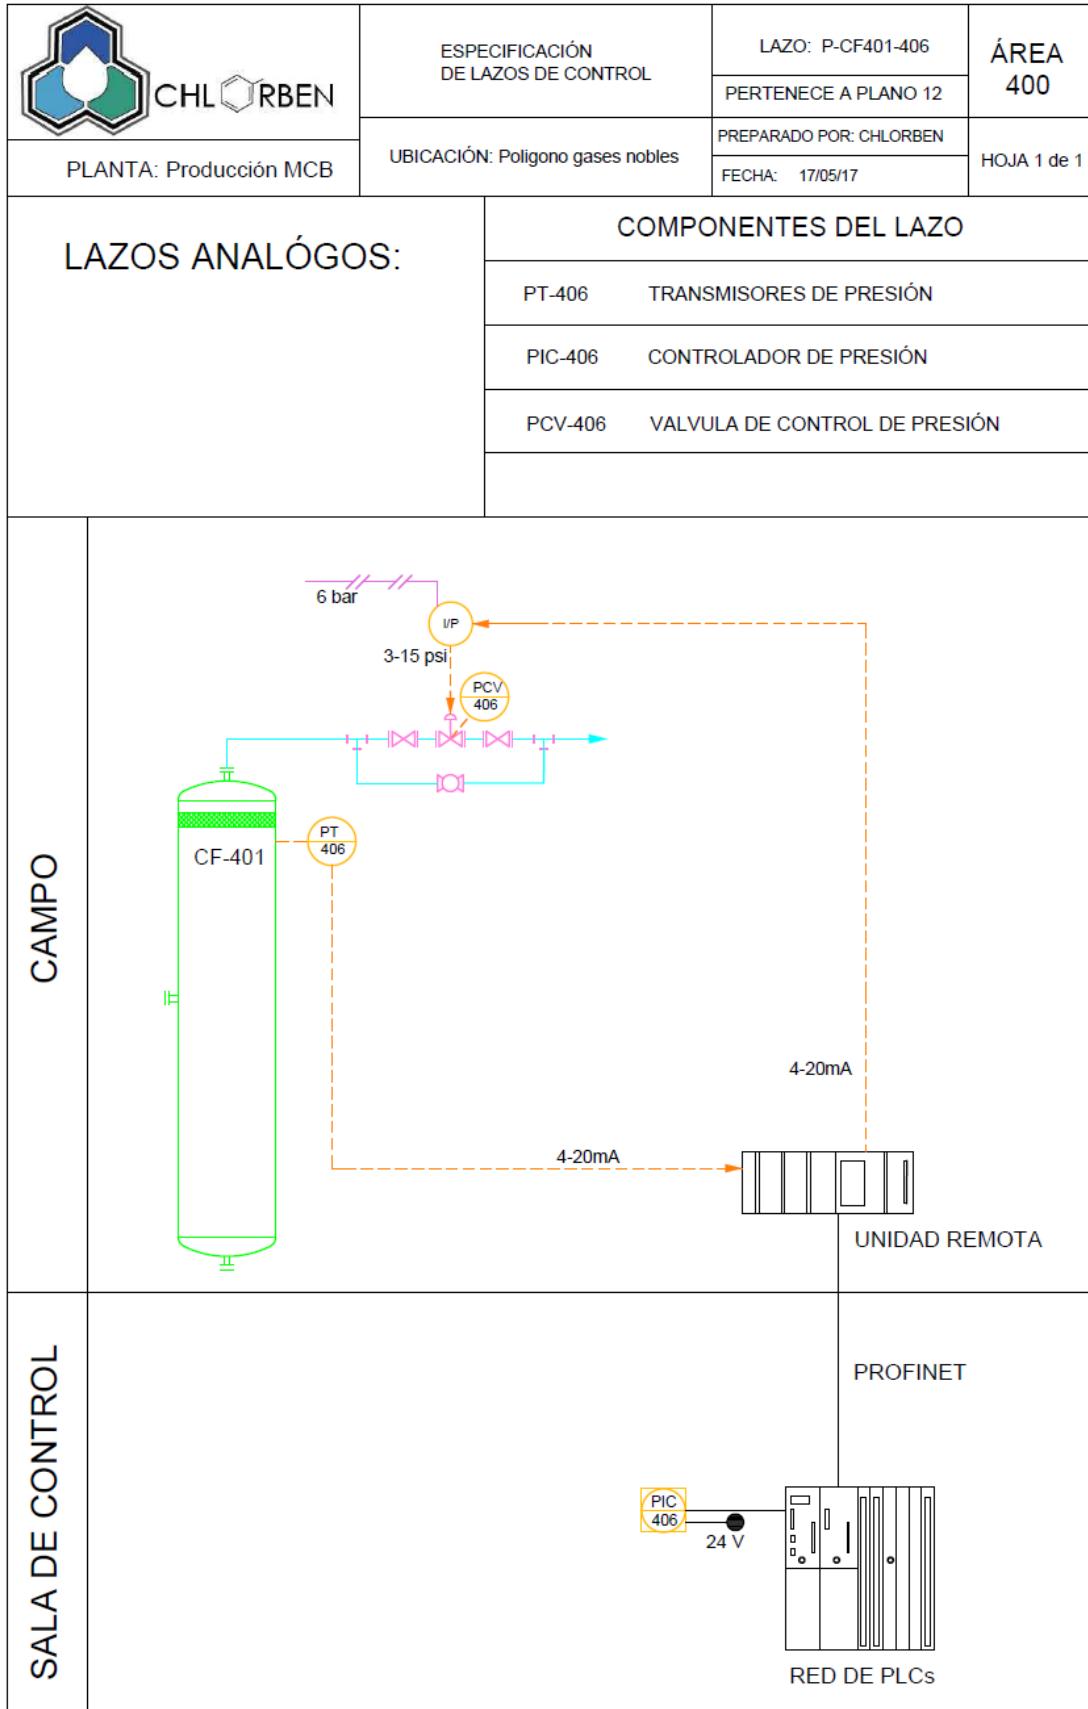 CHLORBEN
PLANTA: Producción MCB
ESPECIFICACIÓN
DE LAZOS DE CONTROL
UBICACIÓN: Poligono gases nobles
LAZO: P-CF401-406
PERTENECE A PLANO 12
PREPARADO POR: CHLORBEN
FECHA: 17/05/17
ÁREA
400
HOJA 1 de 1
LAZOS ANALÓGOS:
COMPONENTES DEL LAZO
PT-406 TRANSMISORES DE PRESIÓN
PIC-406 CONTROLADOR DE PRESIÓN
PCV-406 VALVULA DE CONTROL DE PRESIÓN
CAMPO
6 bar
I/P
3-15 psi
PCV
406
PT
406
CF-401
4-20mA
4-20mA
UNIDAD REMOTA
SALA DE CONTROL
PROFINET
PIC
406
24 V
RED DE PLCs